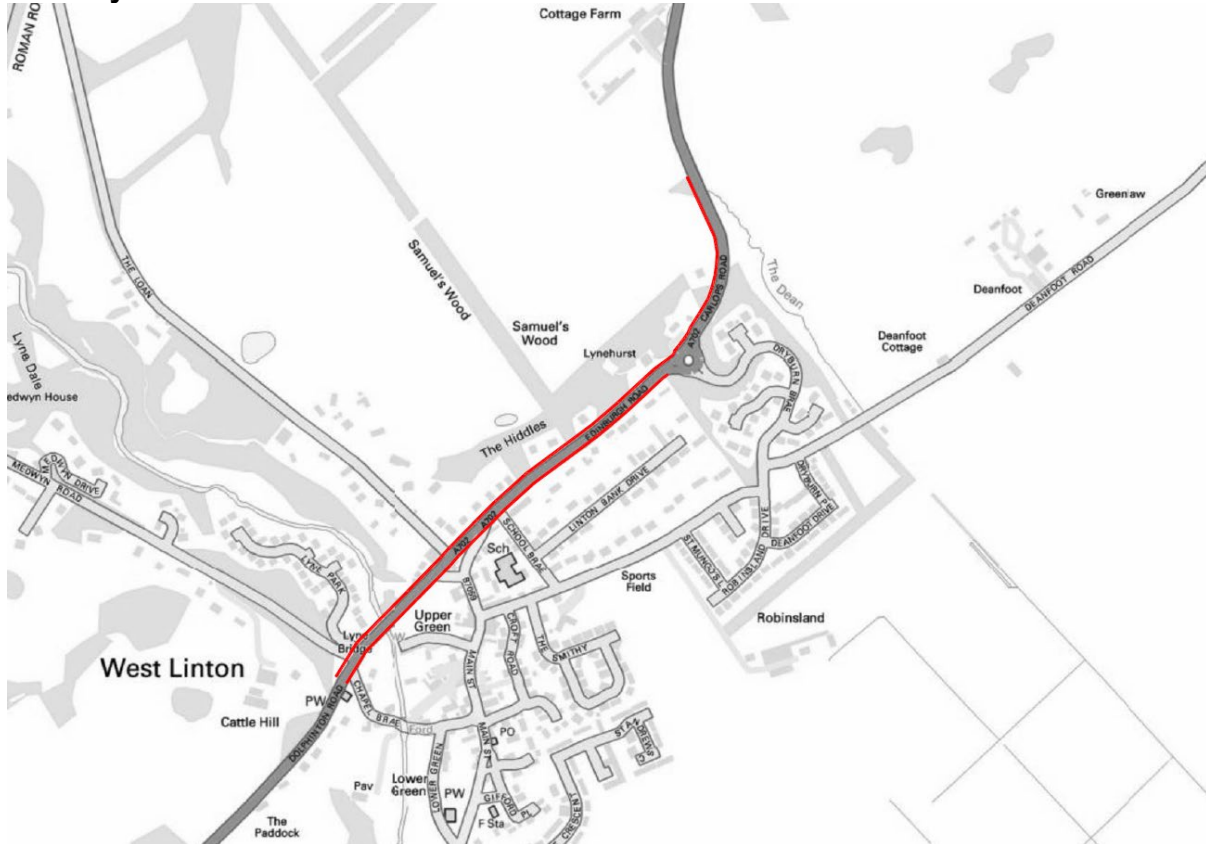 Cottage Farm
ROMAN RO
Greenlaw
THE LOAN
Samuel's Wood
The Dean
CARLOPS ROAD
A702
Deanfoot
DEANFOOT ROAD
Samuel's
Wood
Lynehurst
Deanfoot
Cottage
Lyne Dale
edwyn House
DRYBURN BRAE
EDINBURGH ROAD
The Hiddles
MEDWYN DRIVE
MEDWYN ROAD
LINTON BANK DRIVE
DRYBURN
DEANFOOT DRIVE
A702
A702
SCHOOL BRAE
Sch
ST.MUNGO'S L
ROBINSLAND DRIVE
LYNE PARK
B7059
Sports
Field
Robinsland
Upper
Green
CROFT ROAD
THE SMITHY
Lyne
Bridge
MAIN ST
West Linton
PW
CHAPEL BRAE
Ford
Cattle Hill
DOLPHINTON ROAD
MAIN ST
PO
STANDREWS
Pav
Lower
Green
LOWER GREEN
PW
GIFFORD PL
F Sta
CRESCENT
The
Paddock